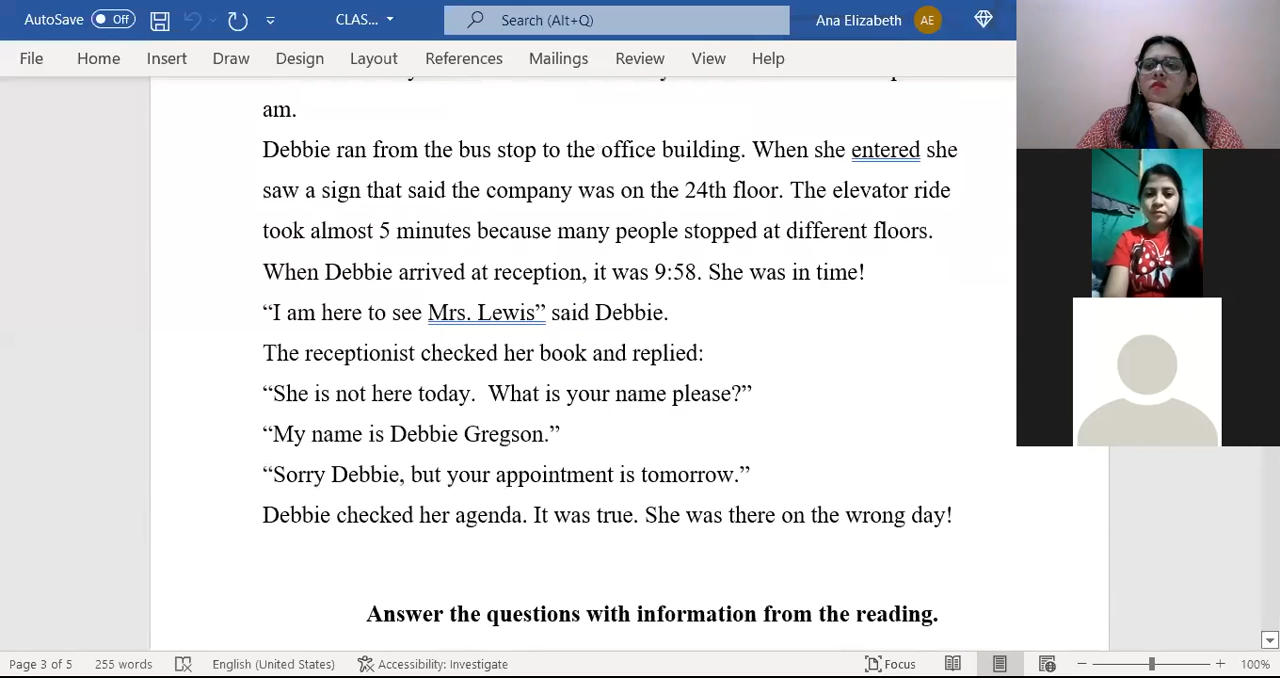 AutoSave Off CLAS... Search (Alt+Q) Ana Elizabeth AE
File Home Insert Draw Design Layout References Mailings Review View Help
am.
Debbie ran from the bus stop to the office building. When she entered she
saw a sign that said the company was on the 24th floor. The elevator ride
took almost 5 minutes because many people stopped at different floors.
When Debbie arrived at reception, it was 9:58. She was in time!
“I am here to see Mrs. Lewis” said Debbie.
The receptionist checked her book and replied:
“She is not here today.  What is your name please?”
“My name is Debbie Gregson.”
“Sorry Debbie, but your appointment is tomorrow.”
Debbie checked her agenda. It was true. She was there on the wrong day!
Answer the questions with information from the reading.
Page 3 of 5 255 words English (United States) Accessibility: Investigate Focus 100%